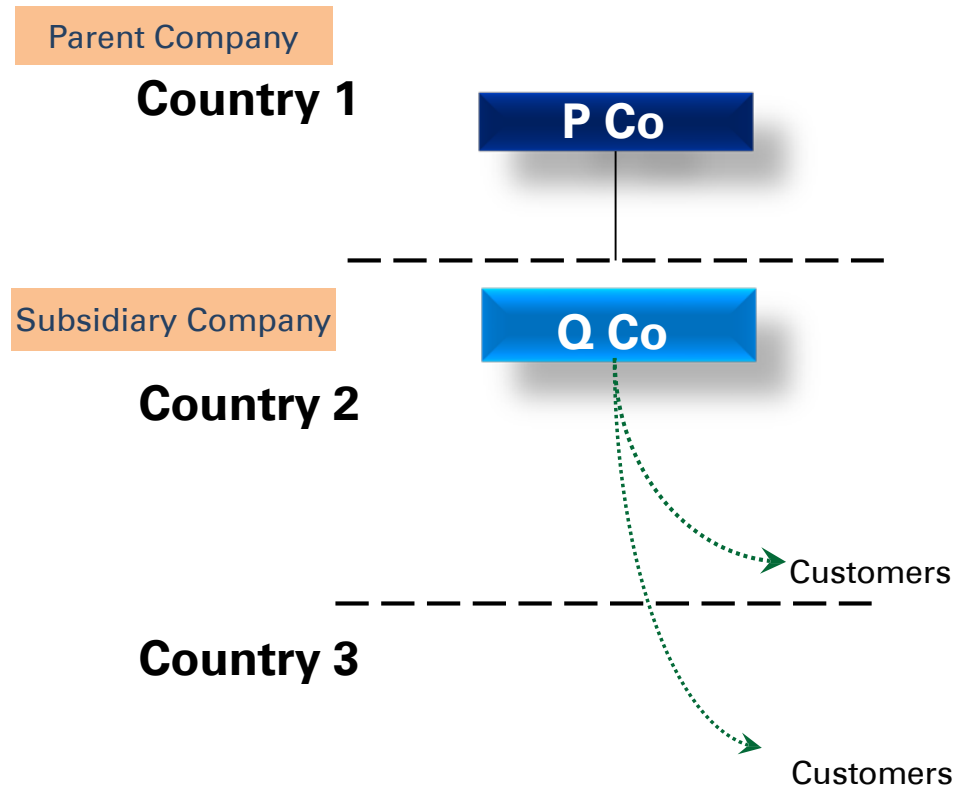 Parent Company
Country 1
P Co
Subsidiary Company
Q Co
Country 2
Customers
Country 3
Customers